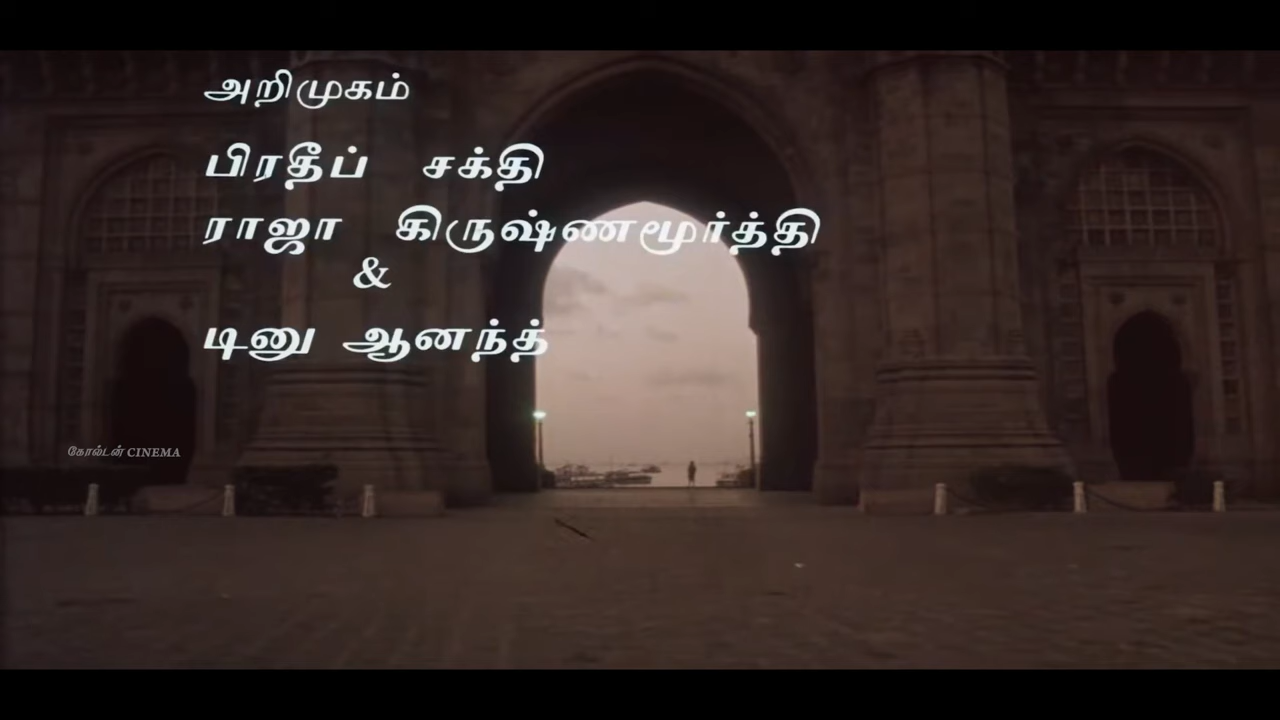 அறிமுகம்
பிரதீப் சக்தி
ராஜா கிருஷ்ணமூர்த்தி
&
டினு ஆனந்த்
கோல்டன் CINEMA